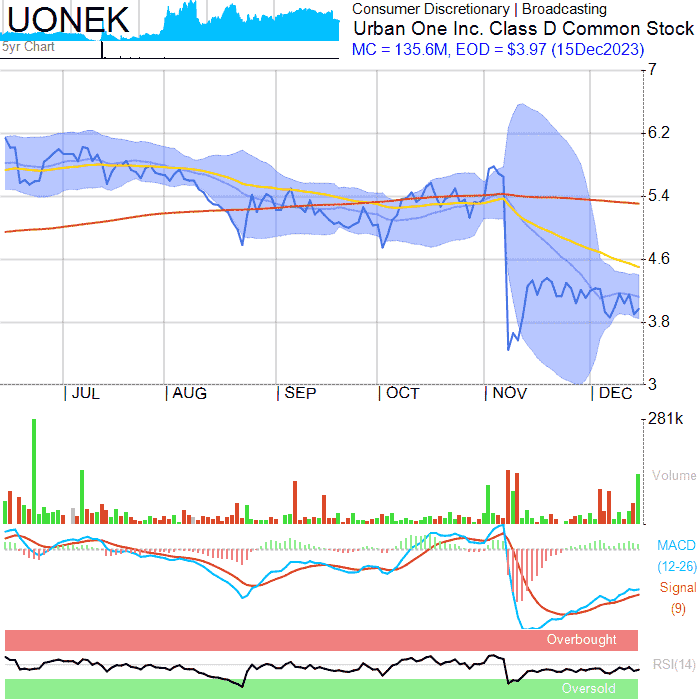 UONEK
Consumer Discretionary | Broadcasting
Urban One Inc. Class D Common Stock
MC = 135.6M, EOD = $3.97 (15Dec2023)
5yr Chart
7
6.2
5.4
4.6
3.8
3
| JUL | AUG | SEP | OCT | NOV | DEC
281k
Volume
MACD
(12-26)
Signal
(9)
Overbought
RSI(14)
Oversold